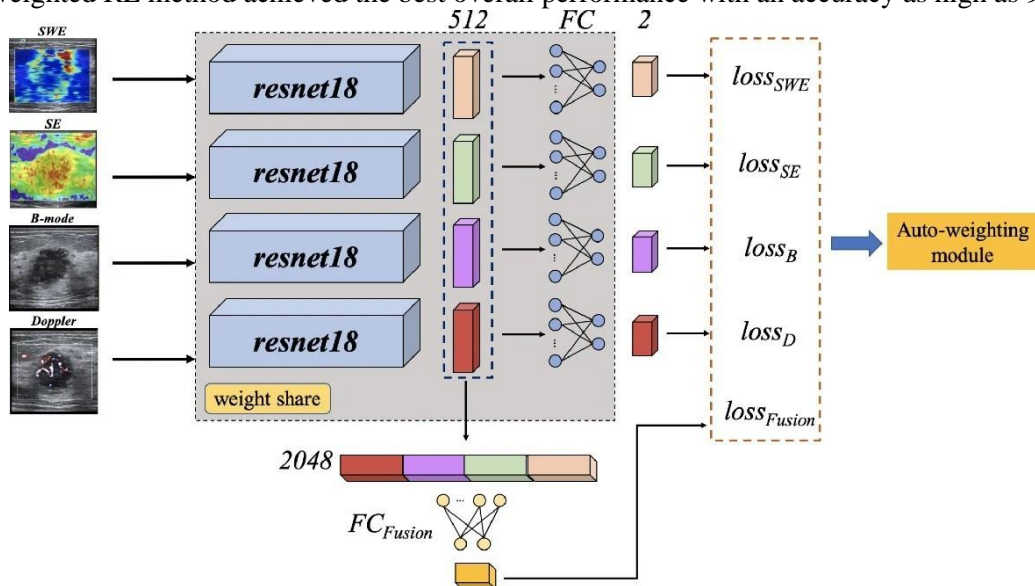 weighted RL method achieved the best overall performance with an accuracy as high as
512 FC 2
SWE
resnet18
loss_SWE
SE
resnet18
loss_SE
B-mode
resnet18
loss_B
Auto-weighting
module
Doppler
resnet18
loss_D
weight share
loss_Fusion
2048
FC_Fusion